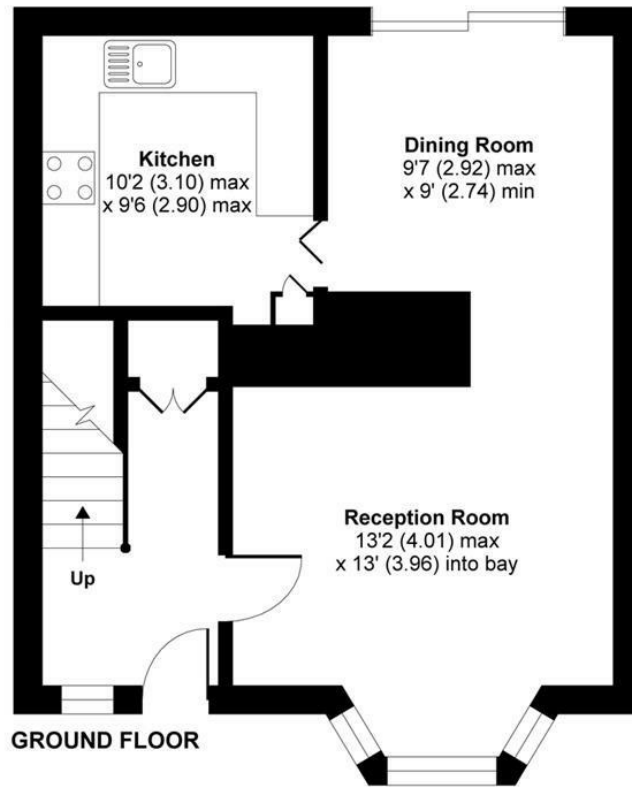 Kitchen
10'2 (3.10) max
x 9'6 (2.90) max
Dining Room
9'7 (2.92) max
x 9' (2.74) min
Reception Room
13'2 (4.01) max
x 13' (3.96) into bay
Up
GROUND FLOOR